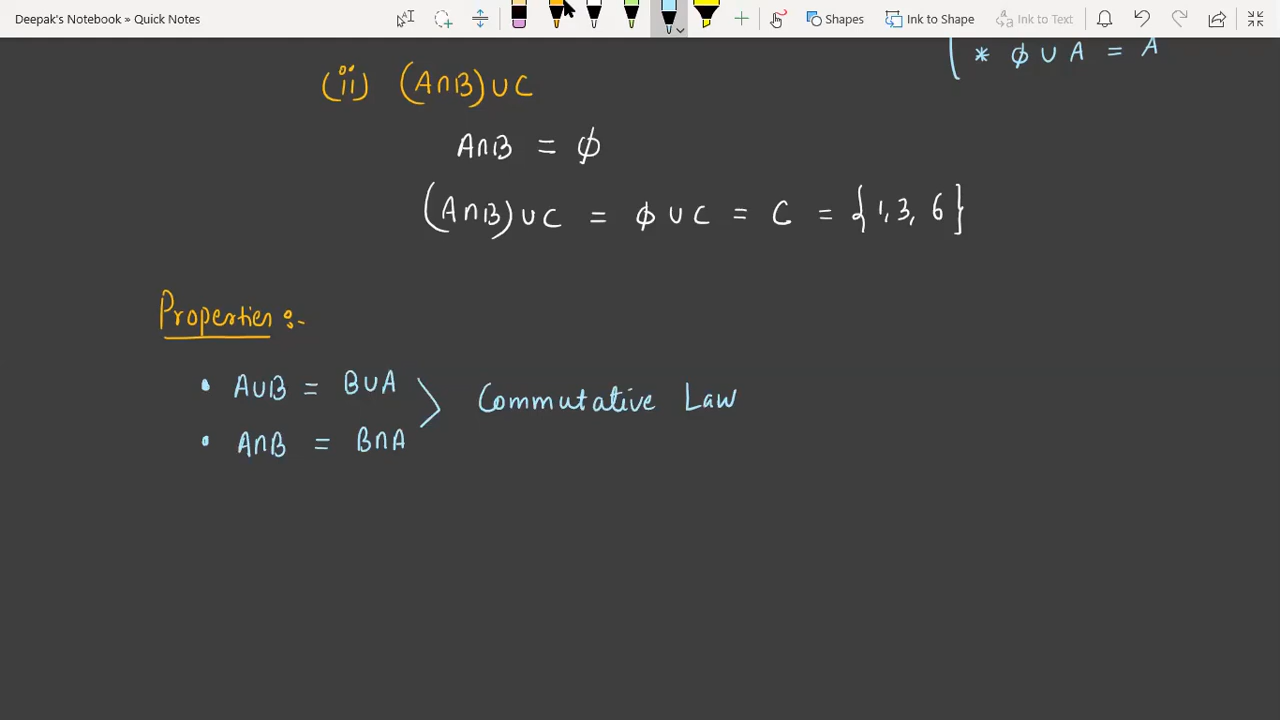 Deepak's Notebook » Quick Notes
Shapes Ink to Shape Ink to Text
* ϕ ∪ A = A
(ii) (A∩B)∪C
A∩B = ϕ
(A∩B)∪C = ϕ∪C = C = {1,3,6}
Properties :-
• A∪B = B∪A
Commutative Law
• A∩B = B∩A